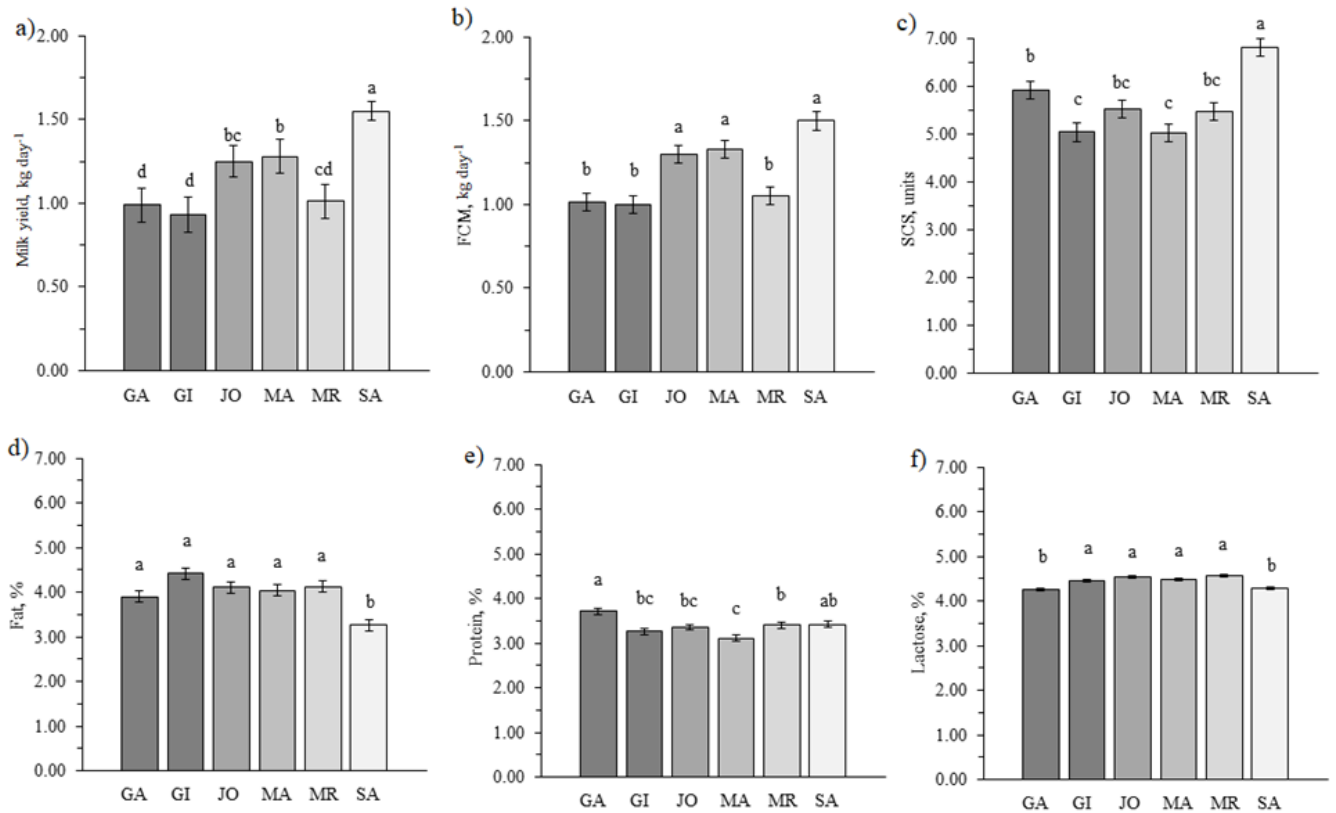 a)
Milk yield, kg day-1
2.00
1.50
1.00
0.50
0.00
d
d
bc
b
cd
a
GA GI JO MA MR SA
b)
FCM, kg day-1
2.00
1.50
1.00
0.50
0.00
b
b
a
a
b
a
GA GI JO MA MR SA
c)
SCS, units
7.00
6.00
5.00
4.00
3.00
2.00
1.00
0.00
b
c
bc
c
bc
a
GA GI JO MA MR SA
d)
Fat, %
7.00
6.00
5.00
4.00
3.00
2.00
1.00
0.00
a
a
a
a
a
b
GA GI JO MA MR SA
e)
Protein, %
7.00
6.00
5.00
4.00
3.00
2.00
1.00
0.00
a
bc
bc
c
b
ab
GA GI JO MA MR SA
f)
Lactose, %
7.00
6.00
5.00
4.00
3.00
2.00
1.00
0.00
b
a
a
a
a
b
GA GI JO MA MR SA